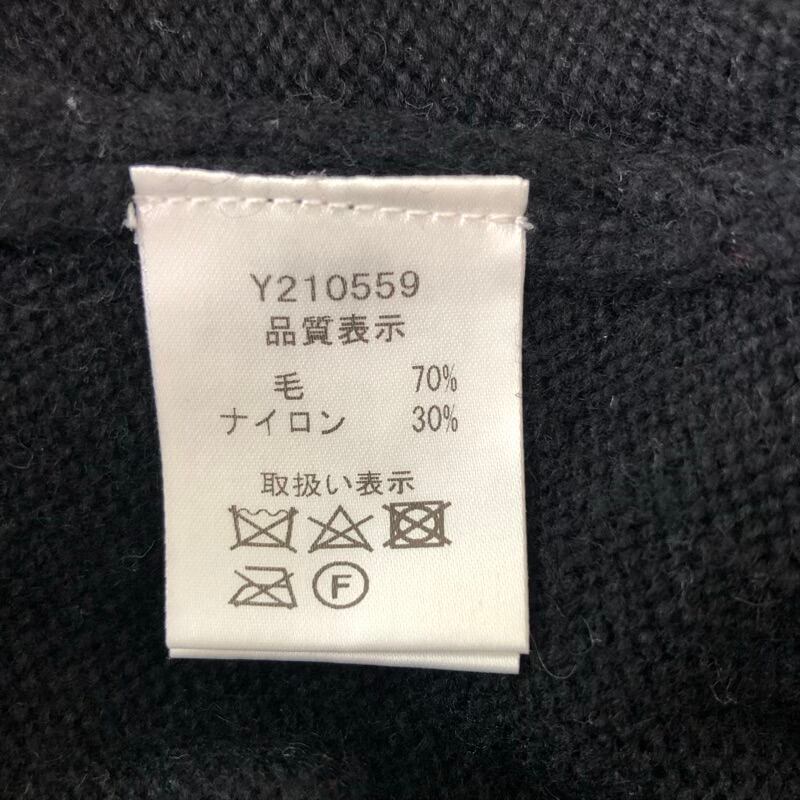 Y210559
品質表示
毛 70%
ナイロン 30%
取扱い表示
F